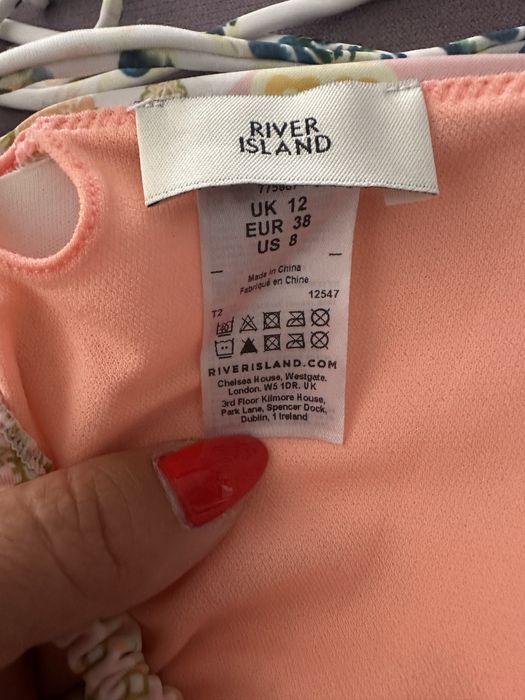 RIVER
ISLAND
UK 12
EUR 38
US 8
Made in China
Fabriqué en Chine
12547
T2
RIVERISLAND.COM
Chelsea House, Westgate.
London. W5 1DR. UK
3rd Floor Kilmore House,
Park Lane, Spencer Dock,
Dublin, 1 Ireland